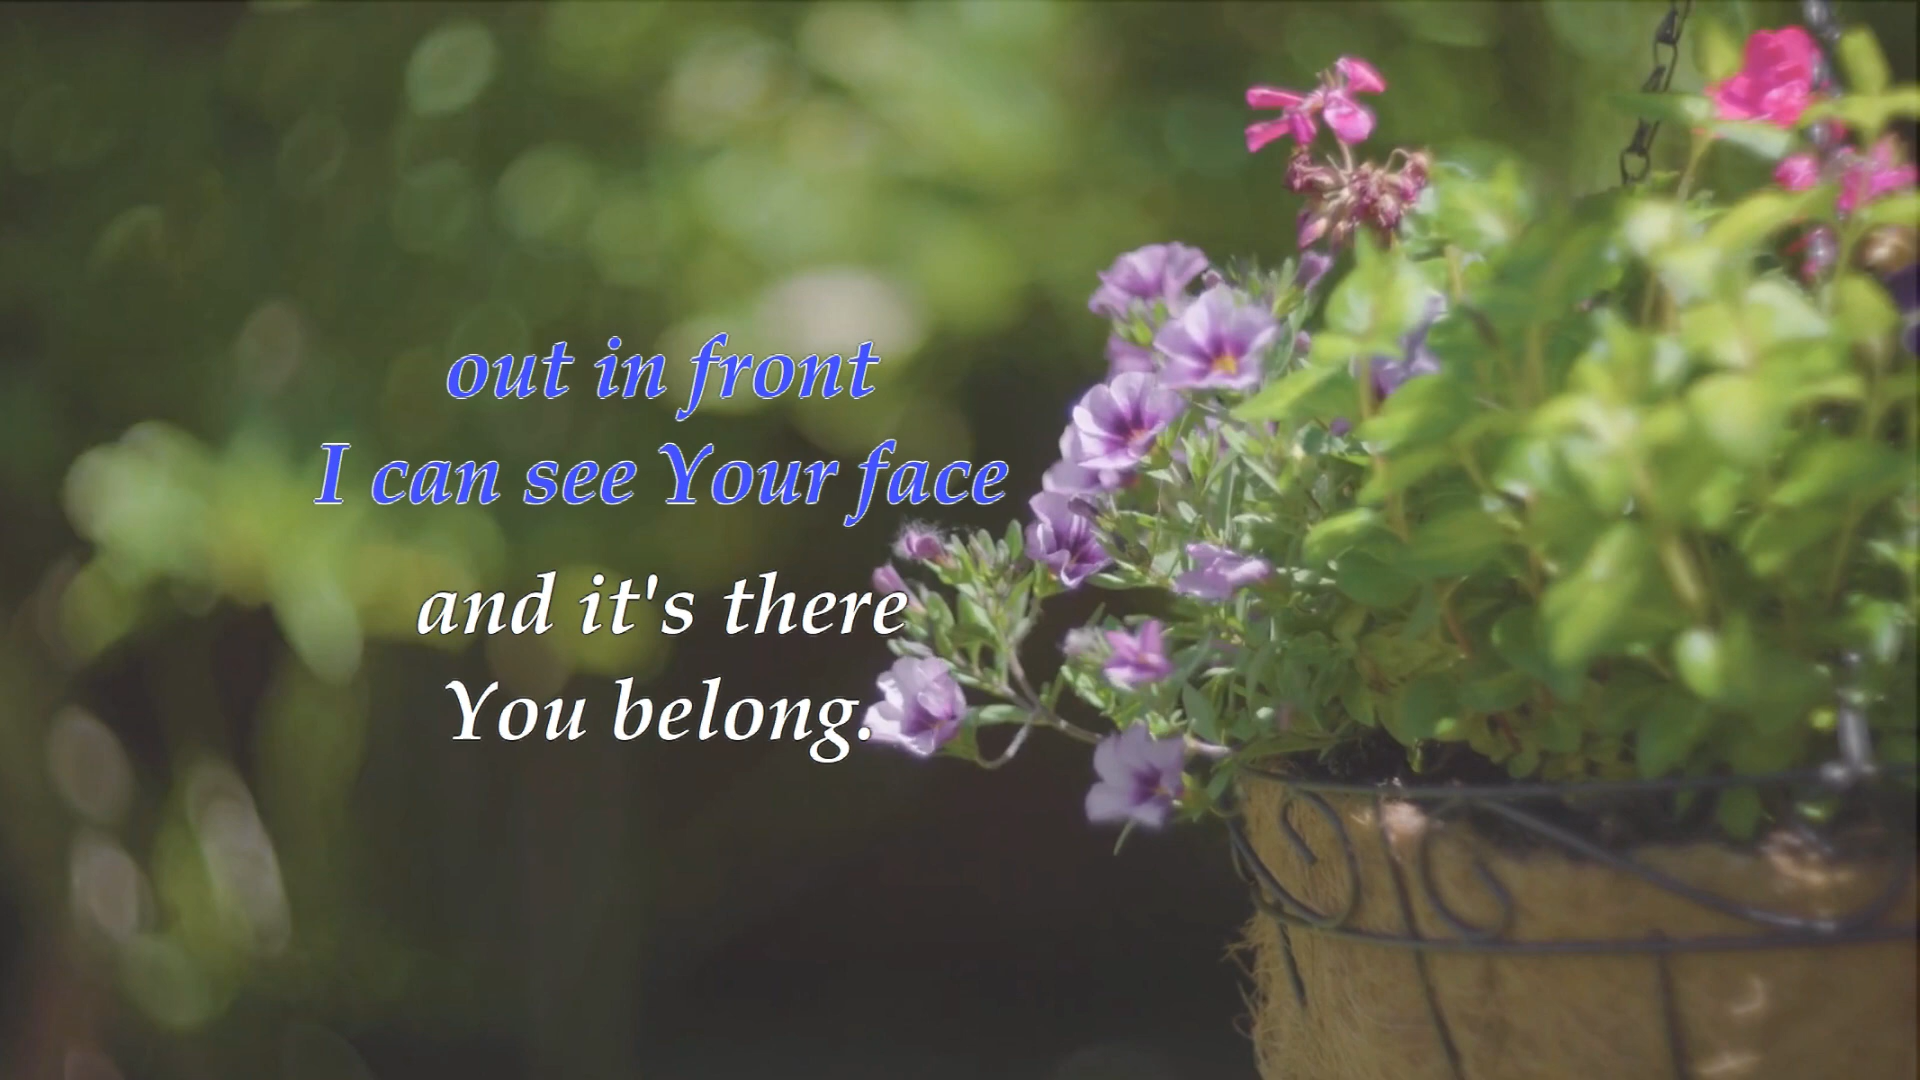 out in front
I can see Your face
and it's there
You belong.